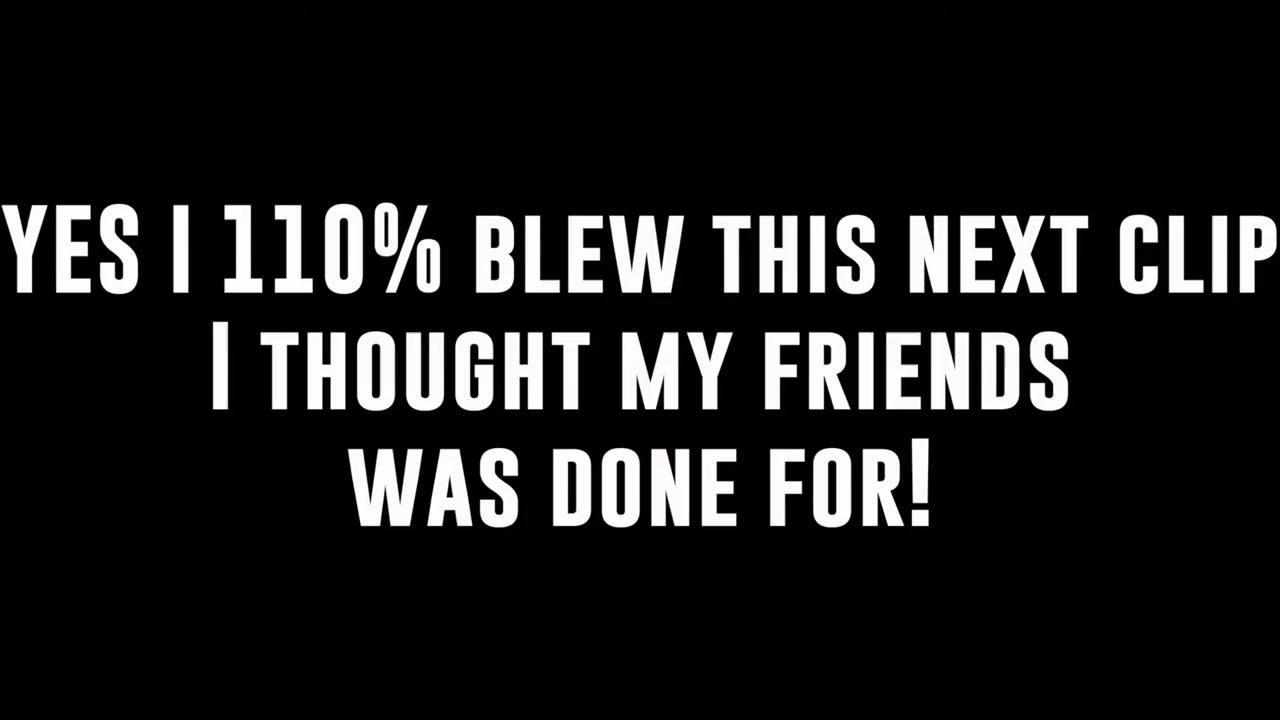 YES I 110% BLEW THIS NEXT CLIP
I THOUGHT MY FRIENDS
WAS DONE FOR!